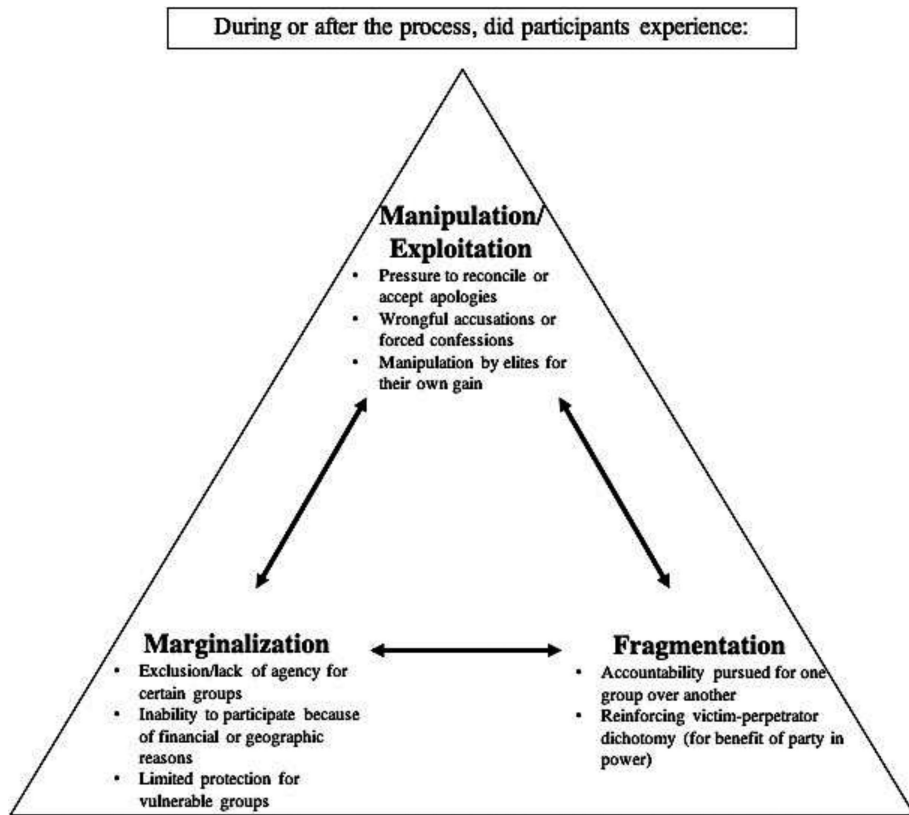 During or after the process, did participants experience:
Manipulation/
Exploitation
• Pressure to reconcile or
accept apologies
• Wrongful accusations or
forced confessions
• Manipulation by elites for
their own gain
Marginalization
• Exclusion/lack of agency for
certain groups
• Inability to participate because
of financial or geographic
reasons
• Limited protection for
vulnerable groups
Fragmentation
• Accountability pursued for one
group over another
• Reinforcing victim-perpetrator
dichotomy (for benefit of party in
power)